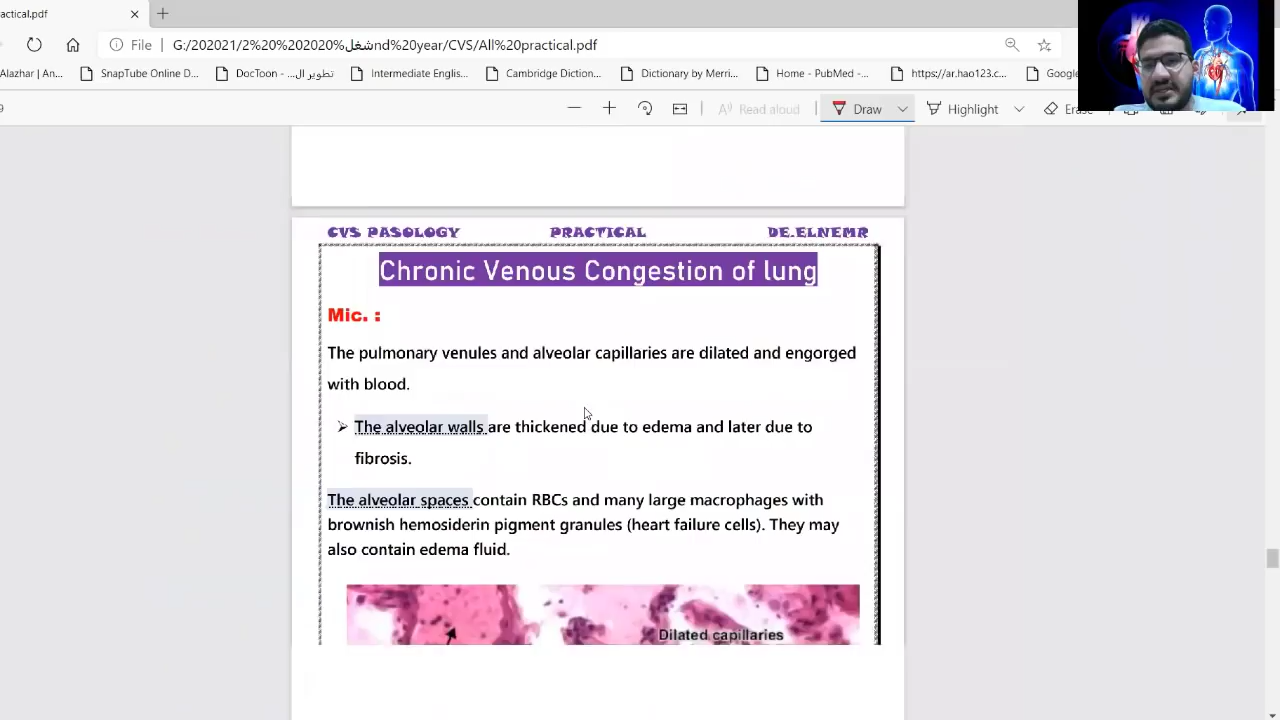 actical.pdf
File G:/202021/2%20%202020%شغلnd%20year/CVS/All%20practical.pdf
Alazhar | An... SnapTube Online D... DocToon - تطوير ال... Intermediate Englis... Cambridge Diction... Dictionary by Merri... Home - PubMed -... https://ar.hao123.c... Google
9 Read aloud Draw Highlight Erase
CVS PASOLOGY PRACTICAL DE.ELNEMR
Chronic Venous Congestion of lung
Mic. :
The pulmonary venules and alveolar capillaries are dilated and engorged
with blood.
➢ The alveolar walls are thickened due to edema and later due to
fibrosis.
The alveolar spaces contain RBCs and many large macrophages with
brownish hemosiderin pigment granules (heart failure cells). They may
also contain edema fluid.
Dilated capillaries